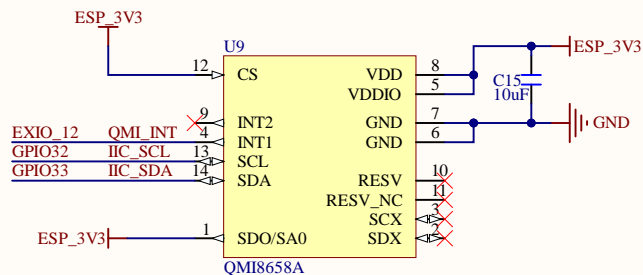 ESP_3V3
U9
12 CS VDD 8 ESP_3V3
VDDIO 5 C15
10uF
9 INT2 GND 7 GND
EXIO_12 QMI_INT 4 INT1 GND 6
GPIO32 IIC_SCL 13 SCL
GPIO33 IIC_SDA 14 SDA RESV 10
RESV_NC 11
SCX 3
ESP_3V3 1 SDO/SA0 SDX 2
QMI8658A